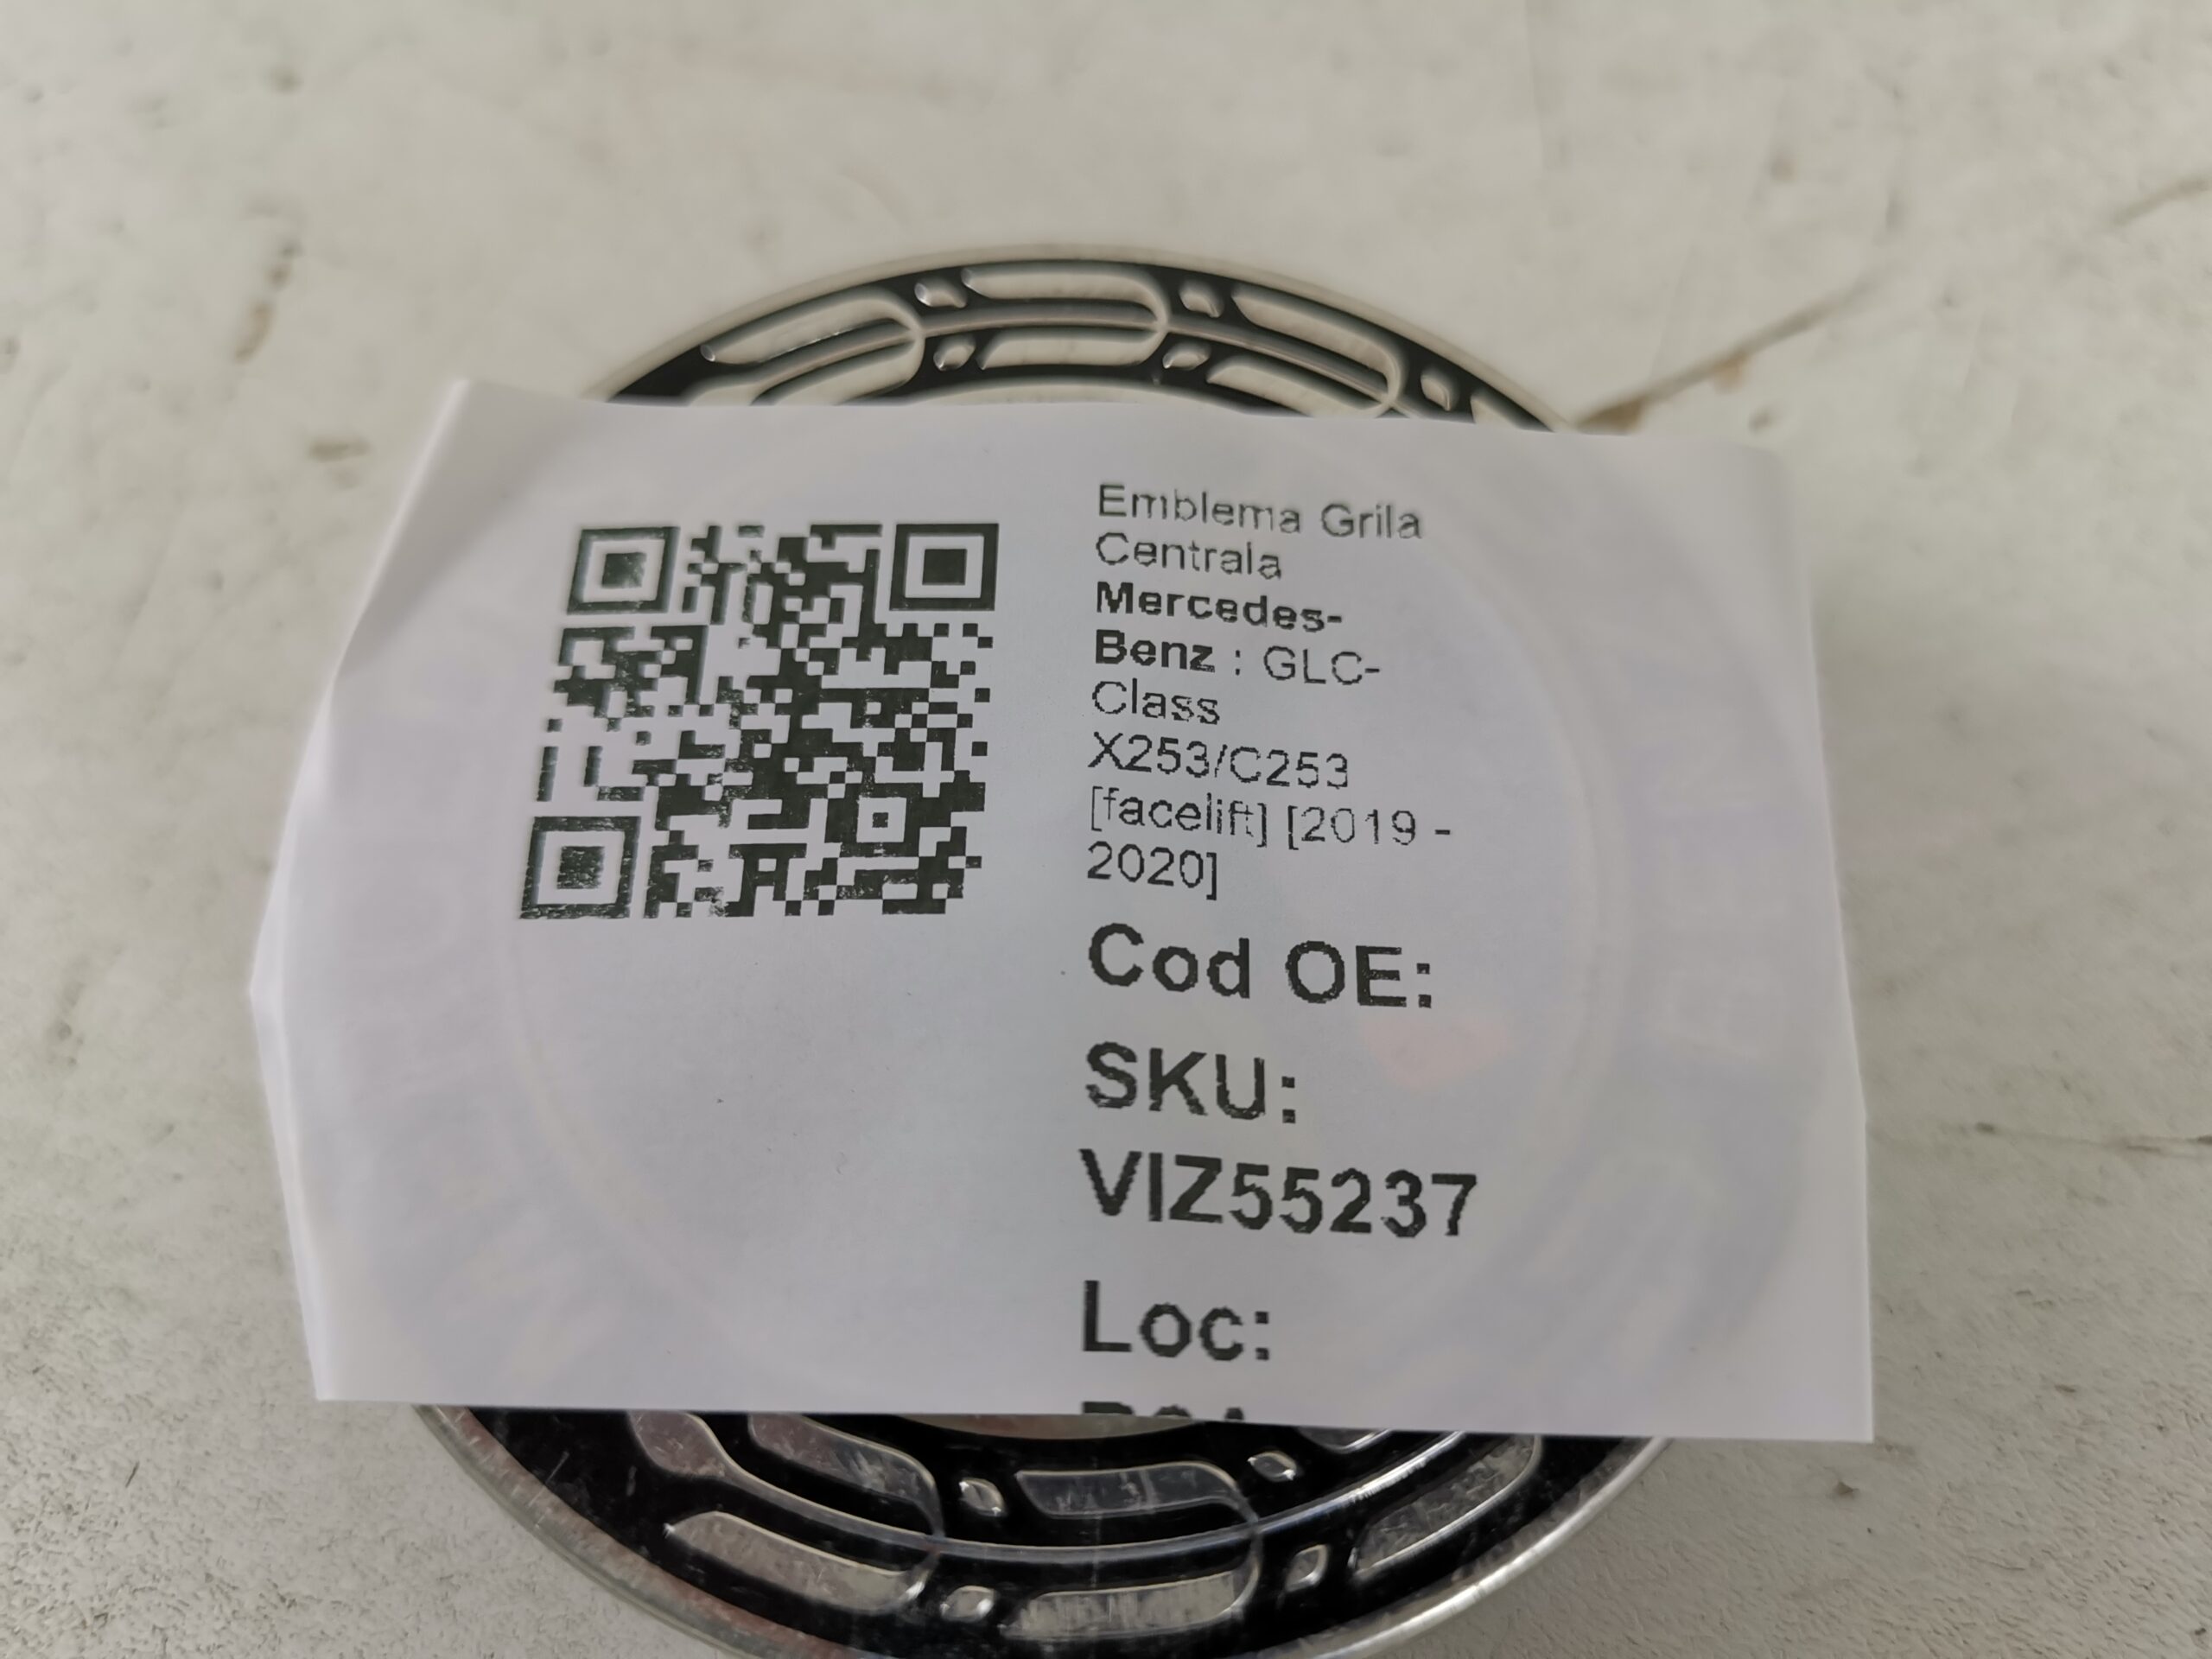 Emblema Grila
Centrala
Mercedes-
Benz : GLC-
Class
X253/C253
[facelift] [2019 -
2020]
Cod OE:
SKU:
VIZ55237
Loc: